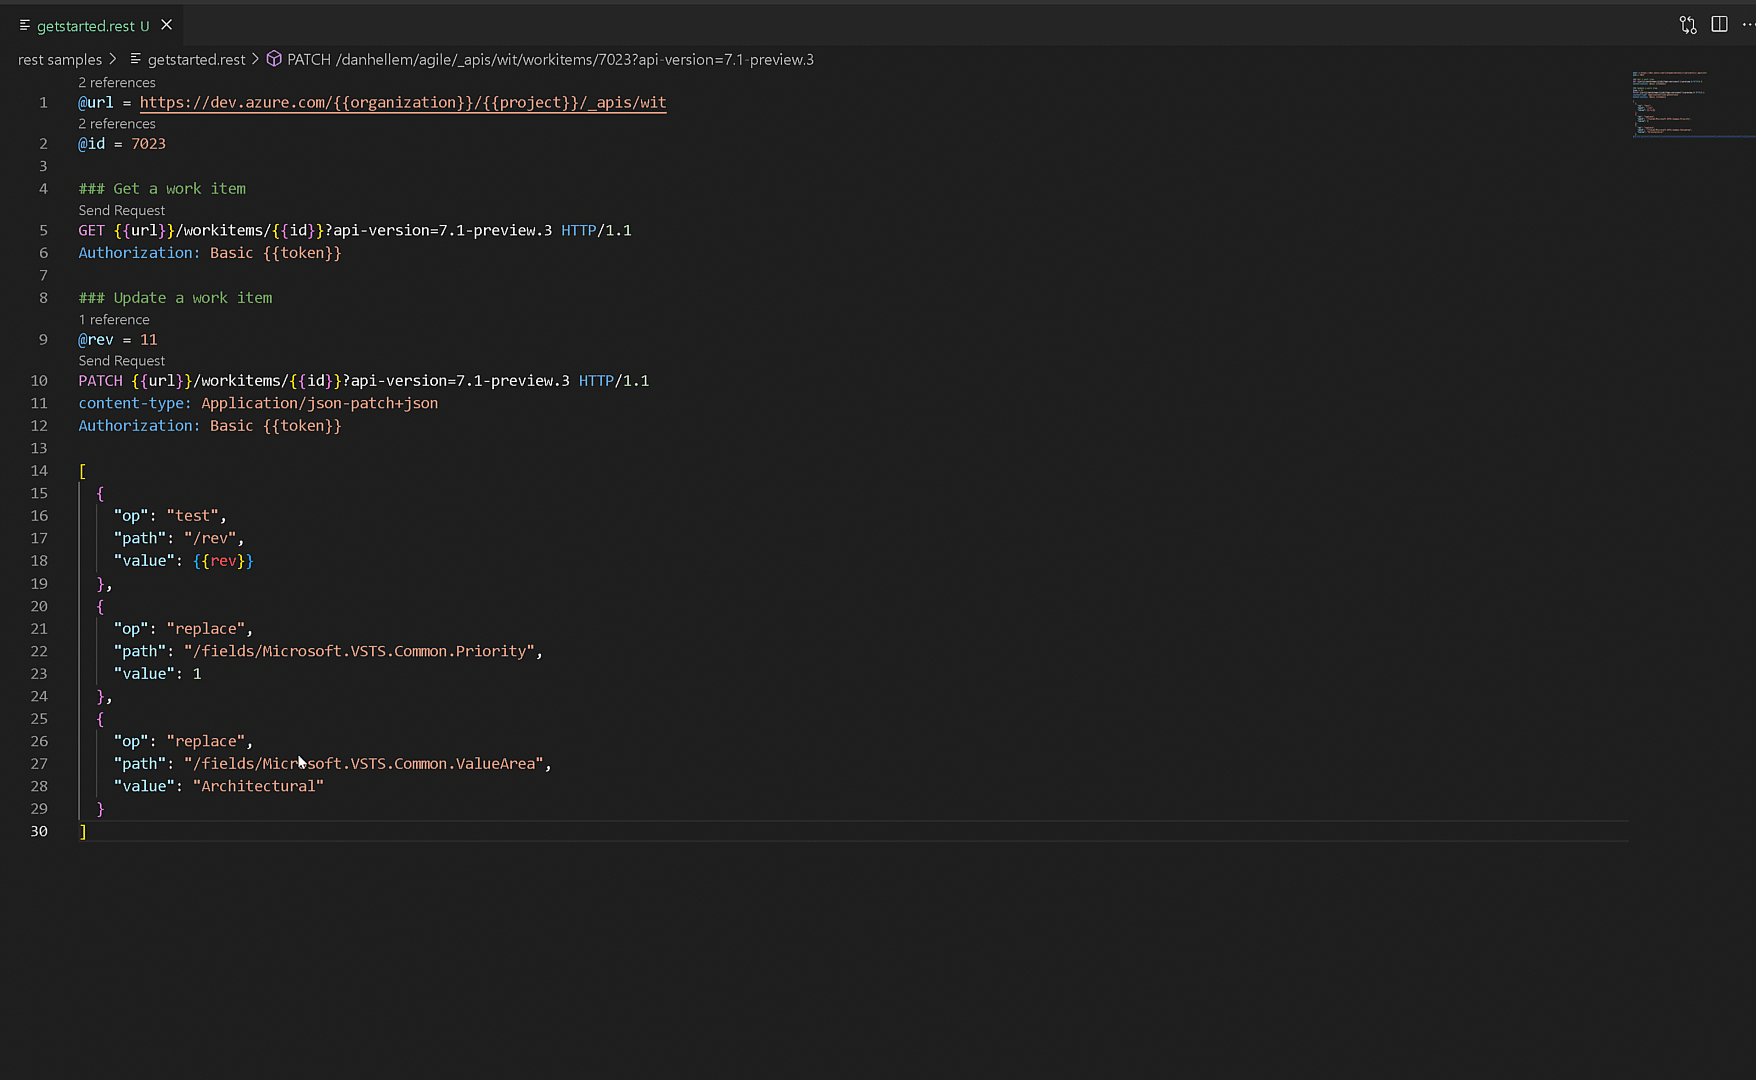 getstarted.rest U
rest samples > getstarted.rest > PATCH /danhellem/agile/_apis/wit/workitems/7023?api-version=7.1-preview.3
2 references
1 @url = https://dev.azure.com/{{organization}}/{{project}}/_apis/wit
2 references
2 @id = 7023
3
4 ### Get a work item
Send Request
5 GET {{url}}/workitems/{{id}}?api-version=7.1-preview.3 HTTP/1.1
6 Authorization: Basic {{token}}
7
8 ### Update a work item
1 reference
9 @rev = 11
Send Request
10 PATCH {{url}}/workitems/{{id}}?api-version=7.1-preview.3 HTTP/1.1
11 content-type: Application/json-patch+json
12 Authorization: Basic {{token}}
13
14 [
15 {
16 "op": "test",
17 "path": "/rev",
18 "value": {{rev}}
19 },
20 {
21 "op": "replace",
22 "path": "/fields/Microsoft.VSTS.Common.Priority",
23 "value": 1
24 },
25 {
26 "op": "replace",
27 "path": "/fields/Microsoft.VSTS.Common.ValueArea",
28 "value": "Architectural"
29 }
30 ]